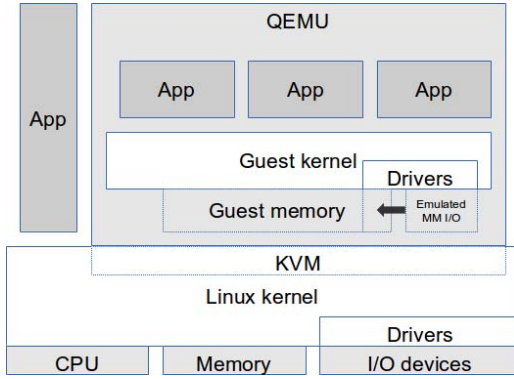 QEMU
App
App
App
App
Guest kernel
Drivers
Guest memory
Emulated
MM I/O
KVM
Linux kernel
Drivers
CPU
Memory
I/O devices